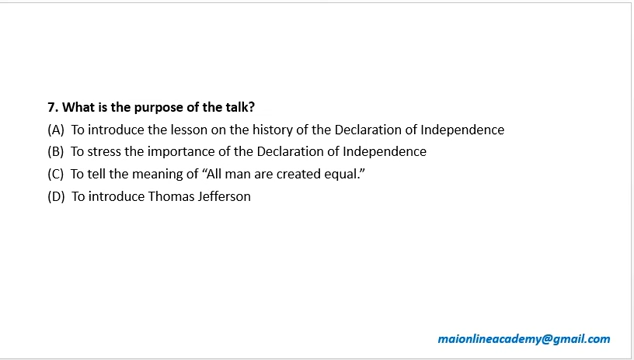 7. What is the purpose of the talk?
(A) To introduce the lesson on the history of the Declaration of Independence
(B) To stress the importance of the Declaration of Independence
(C) To tell the meaning of “All man are created equal.”
(D) To introduce Thomas Jefferson
maionlineacademy@gmail.com